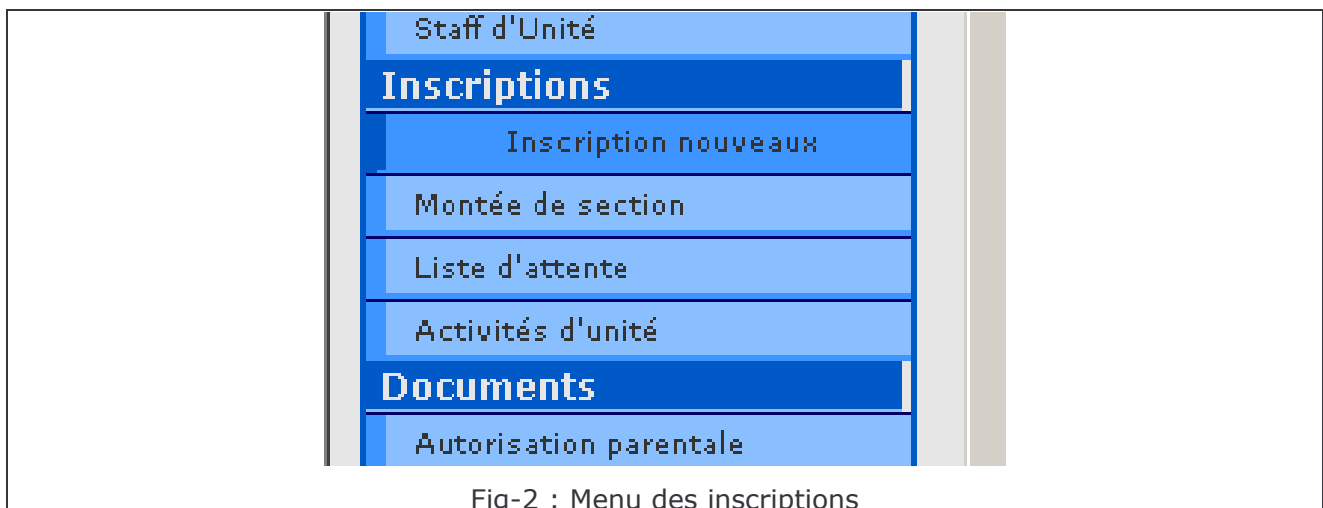 Staff d'Unité
Inscriptions
Inscription nouveaux
Montée de section
Liste d'attente
Activités d'unité
Documents
Autorisation parentale
Fig-2 : Menu des inscriptions